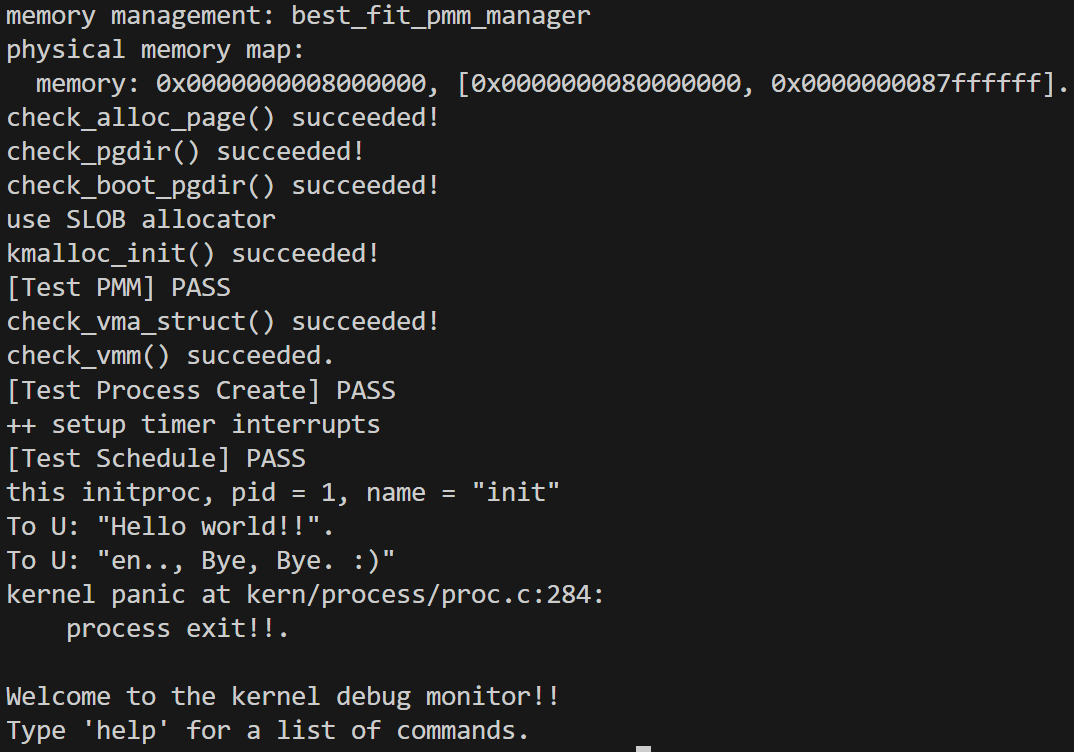 memory management: best_fit_pmm_manager
physical memory map:
  memory: 0x0000000008000000, [0x0000000080000000, 0x0000000087ffffff].
check_alloc_page() succeeded!
check_pgdir() succeeded!
check_boot_pgdir() succeeded!
use SLOB allocator
kmalloc_init() succeeded!
[Test PMM] PASS
check_vma_struct() succeeded!
check_vmm() succeeded.
[Test Process Create] PASS
++ setup timer interrupts
[Test Schedule] PASS
this initproc, pid = 1, name = "init"
To U: "Hello world!!".
To U: "en.., Bye, Bye. :)"
kernel panic at kern/process/proc.c:284:
    process exit!!.

Welcome to the kernel debug monitor!!
Type 'help' for a list of commands.